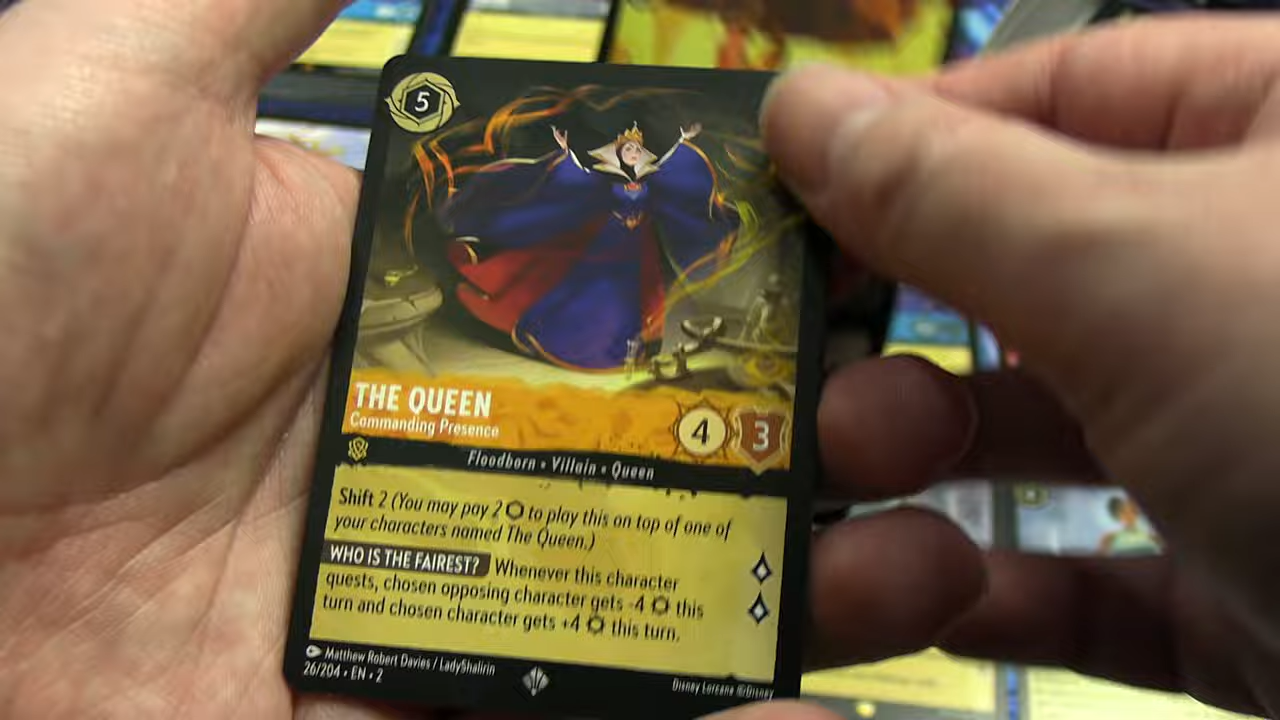 5
THE QUEEN
Commanding Presence
4 3
Floodborn • Villain • Queen
Shift 2 (You may pay 2 to play this on top of one of
your characters named The Queen.)
WHO IS THE FAIREST? Whenever this character
quests, chosen opposing character gets -4 this
turn and chosen character gets +4 this turn.
Matthew Robert Davies / LadyShalirin
26/204 • EN • 2
Disney Lorcana ©Disney